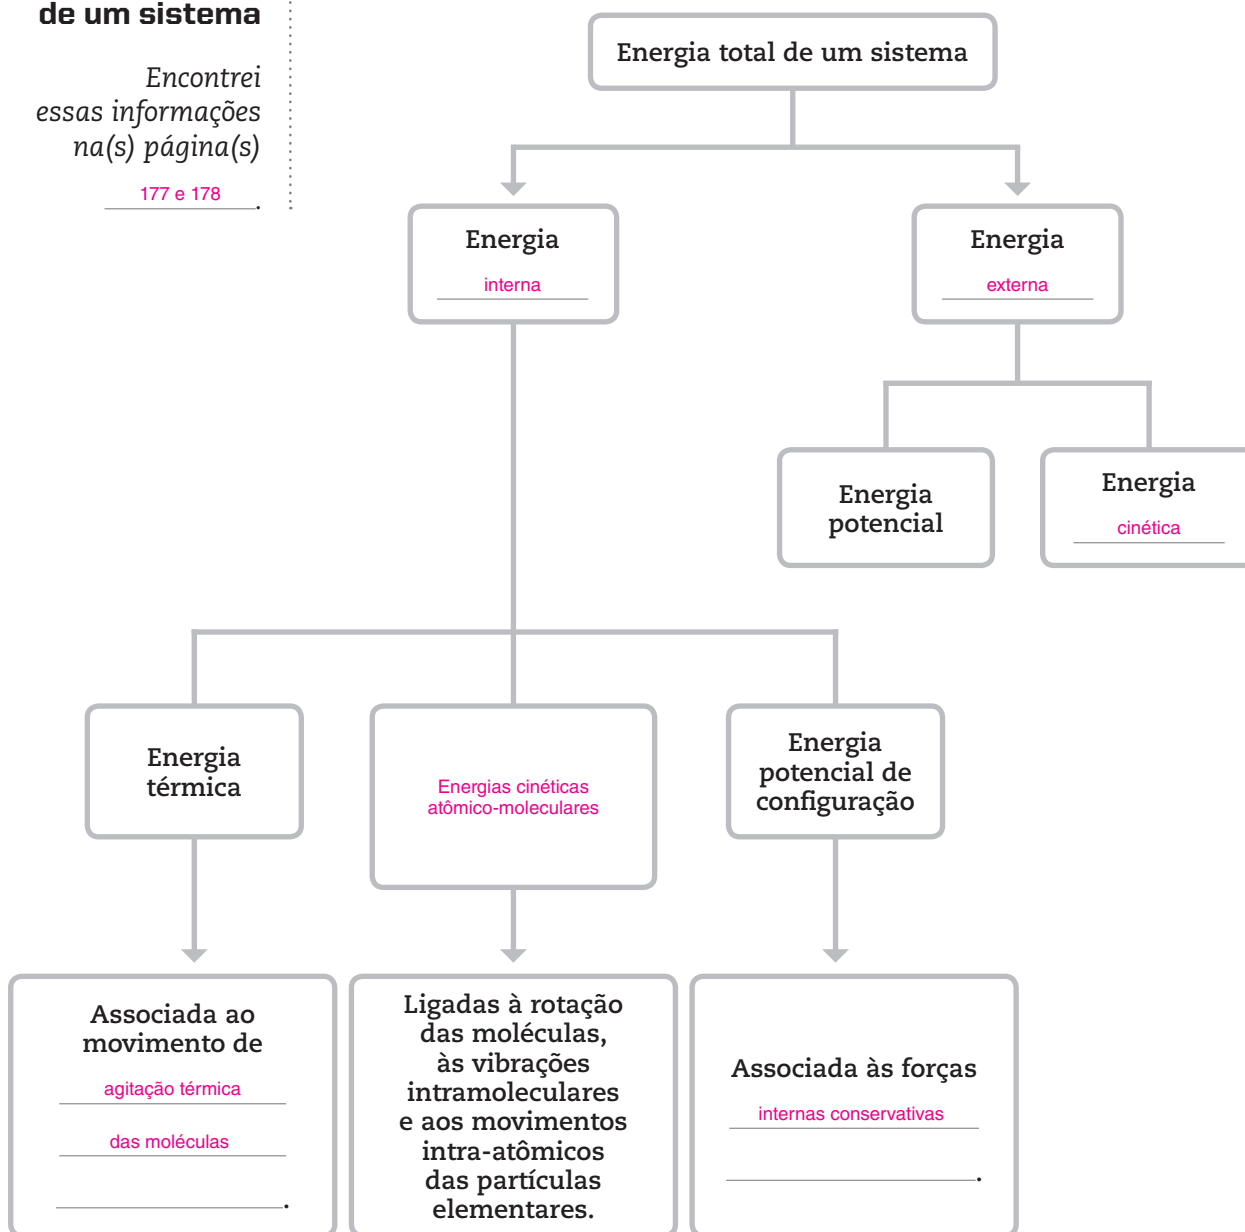 de um sistema
Encontrei
essas informações
na(s) página(s)
177 e 178.
Energia total de um sistema
Energia
interna
Energia
externa
Energia
potencial
Energia
cinética
Energia
térmica
Energias cinéticas
atômico-moleculares
Energia
potencial de
configuração
Associada ao
movimento de
agitação térmica
das moléculas
.
Ligadas à rotação
das moléculas,
às vibrações
intramoleculares
e aos movimentos
intra-atômicos
das partículas
elementares.
Associada às forças
internas conservativas
.